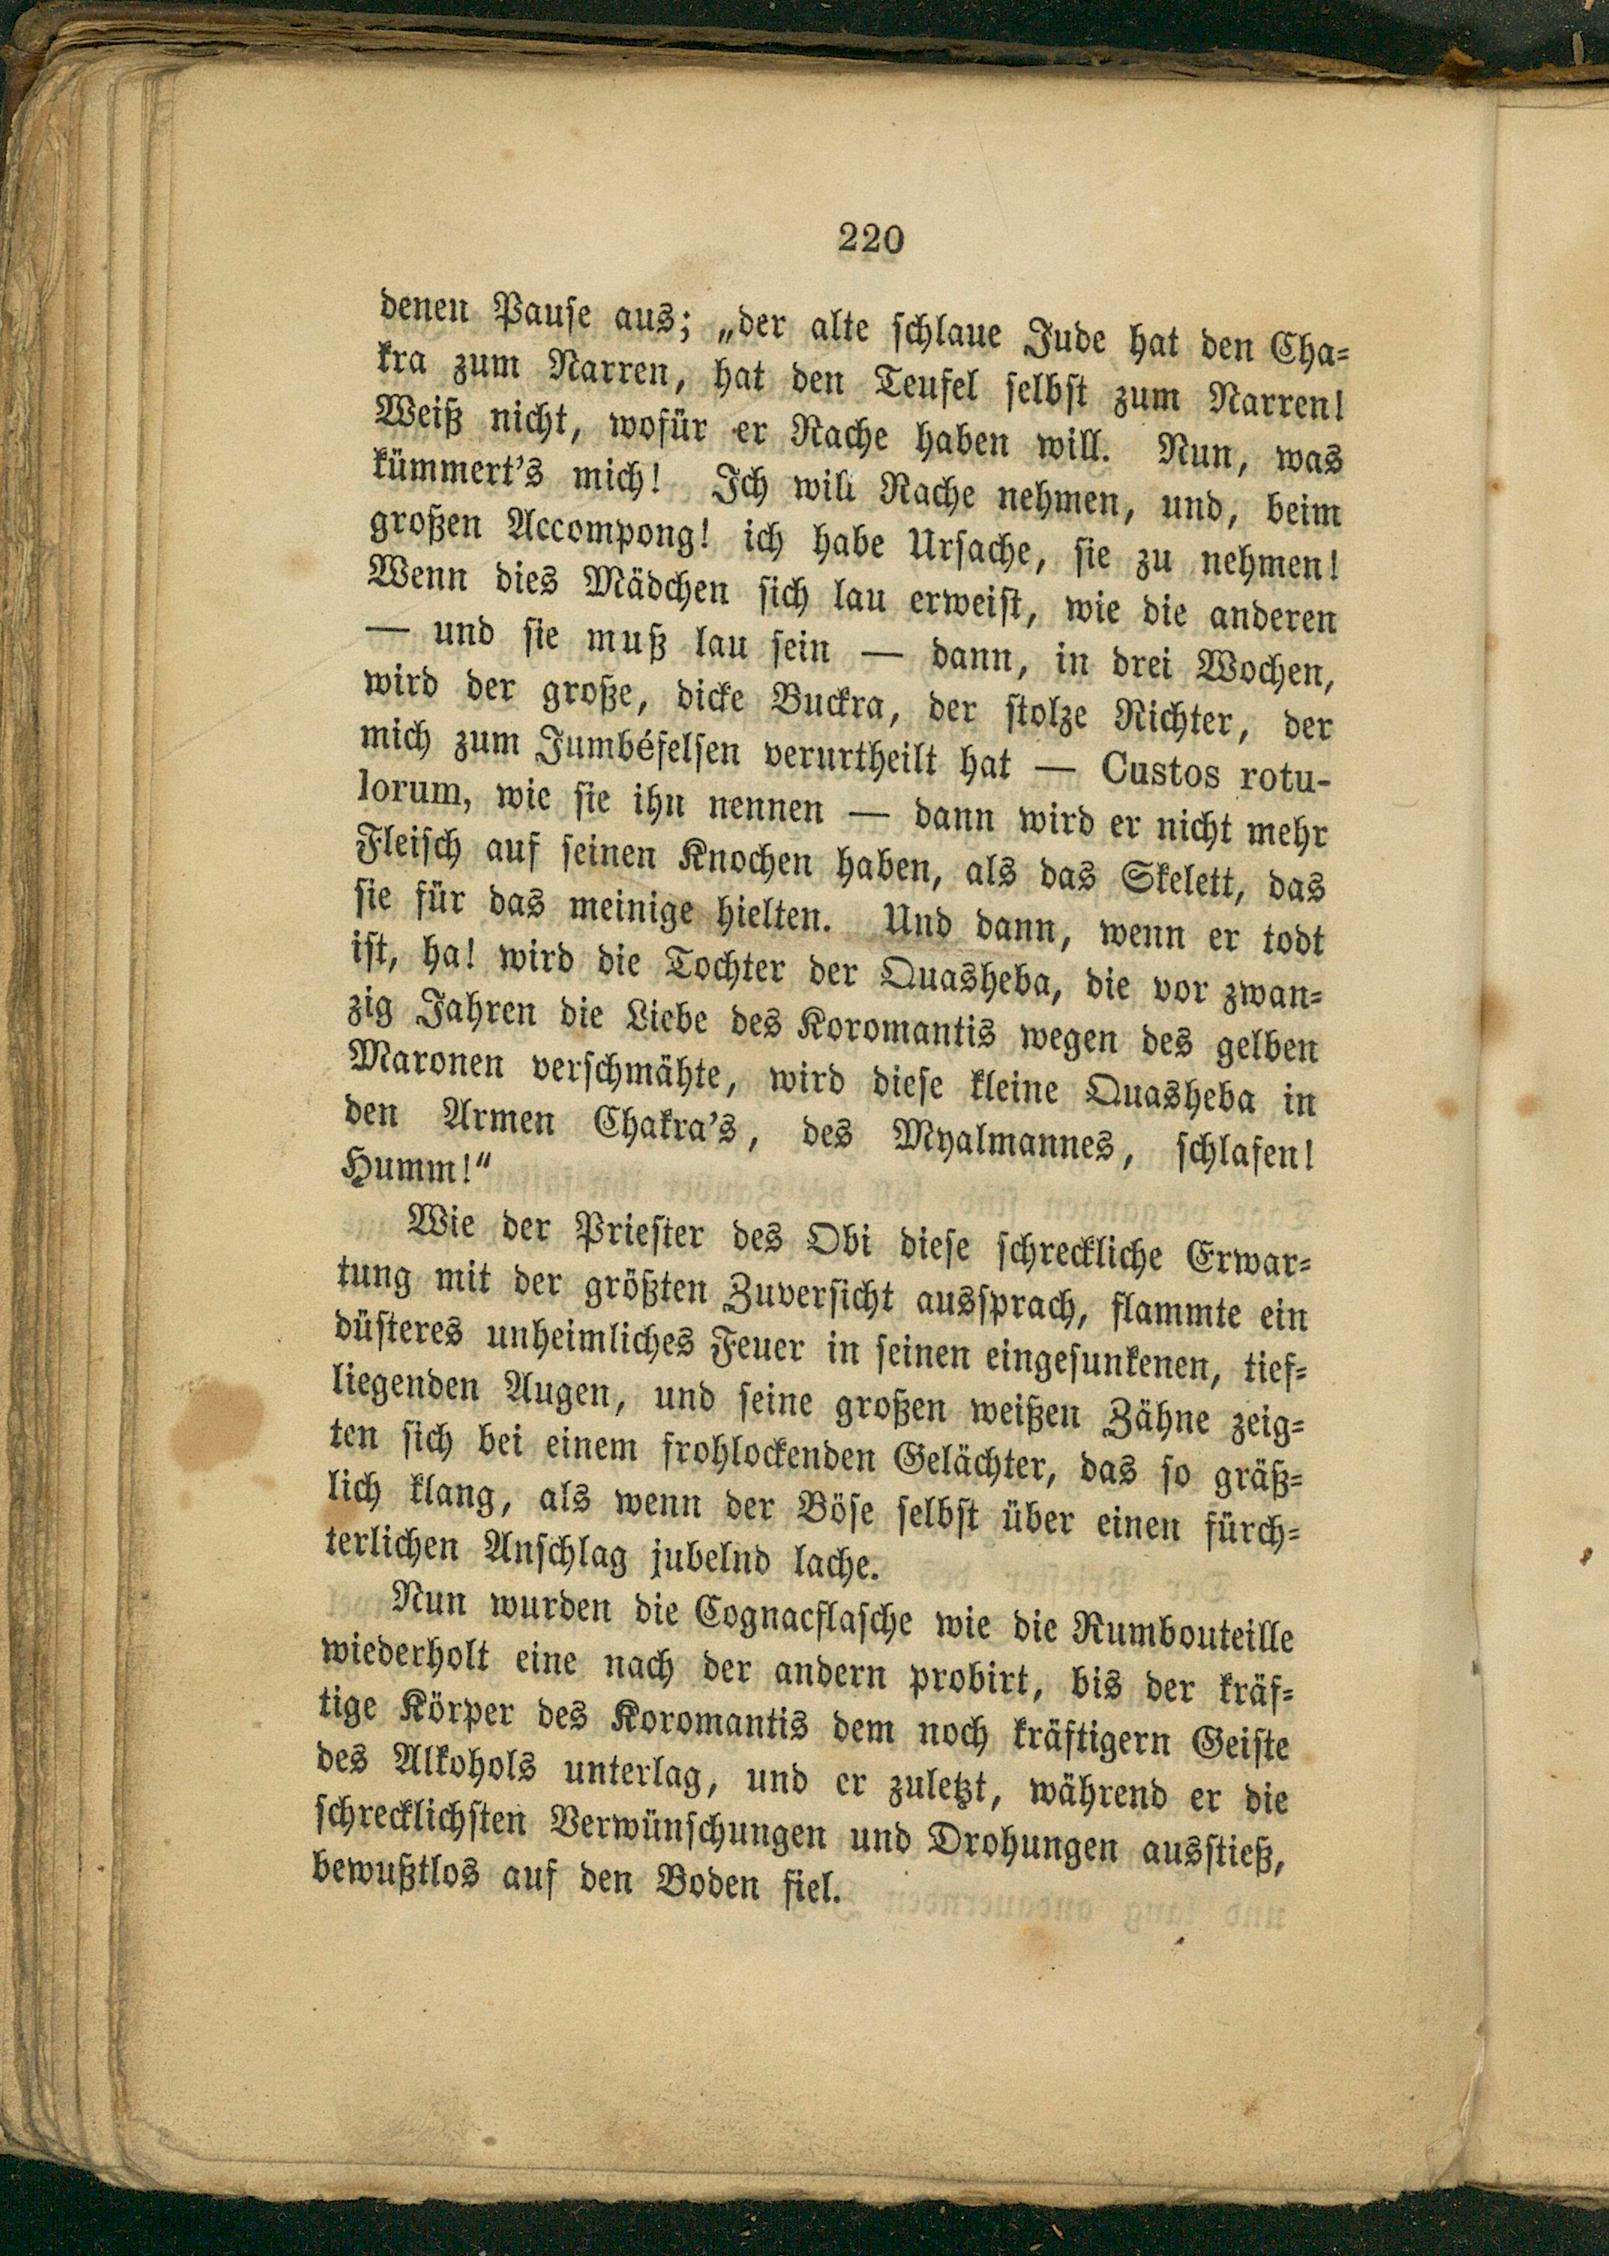 220
denen Pause aus; „der alte schlaue Jude hat den Cha-
kra zum Narren, hat den Teufel selbst zum Narren!
Weiß nicht, wofür er Rache haben will. Nun, was
kümmert's mich! Ich will Rache nehmen, und, beim
großen Accompong! ich habe Ursache, sie zu nehmen!
Wenn dies Mädchen sich lau erweist, wie die anderen
— und sie muß lau sein — dann, in drei Wochen,
wird der große, dicke Buckra, der stolze Richter, der
mich zum Jumbéfelsen verurtheilt hat — Custos rotu-
lorum, wie sie ihn nennen — dann wird er nicht mehr
Fleisch auf seinen Knochen haben, als das Skelett, das
sie für das meinige hielten. Und dann, wenn er todt
ist, ha! wird die Tochter der Quasheba, die vor zwan-
zig Jahren die Liebe des Koromantis wegen des gelben
Maronen verschmähte, wird diese kleine Quasheba in
den Armen Chakra's, des Myalmannes, schlafen!
Humm!“
Wie der Priester des Obi diese schreckliche Erwar-
tung mit der größten Zuversicht aussprach, flammte ein
düsteres unheimliches Feuer in seinen eingesunkenen, tief-
liegenden Augen, und seine großen weißen Zähne zeig-
ten sich bei einem frohlockenden Gelächter, das so gräß-
lich klang, als wenn der Böse selbst über einen fürch-
terlichen Anschlag jubelnd lache.
Nun wurden die Cognacflasche wie die Rumbouteille
wiederholt eine nach der andern probirt, bis der kräf-
tige Körper des Koromantis dem noch kräftigern Geiste
des Alkohols unterlag, und er zuletzt, während er die
schrecklichsten Verwünschungen und Drohungen ausstieß,
bewußtlos auf den Boden fiel.